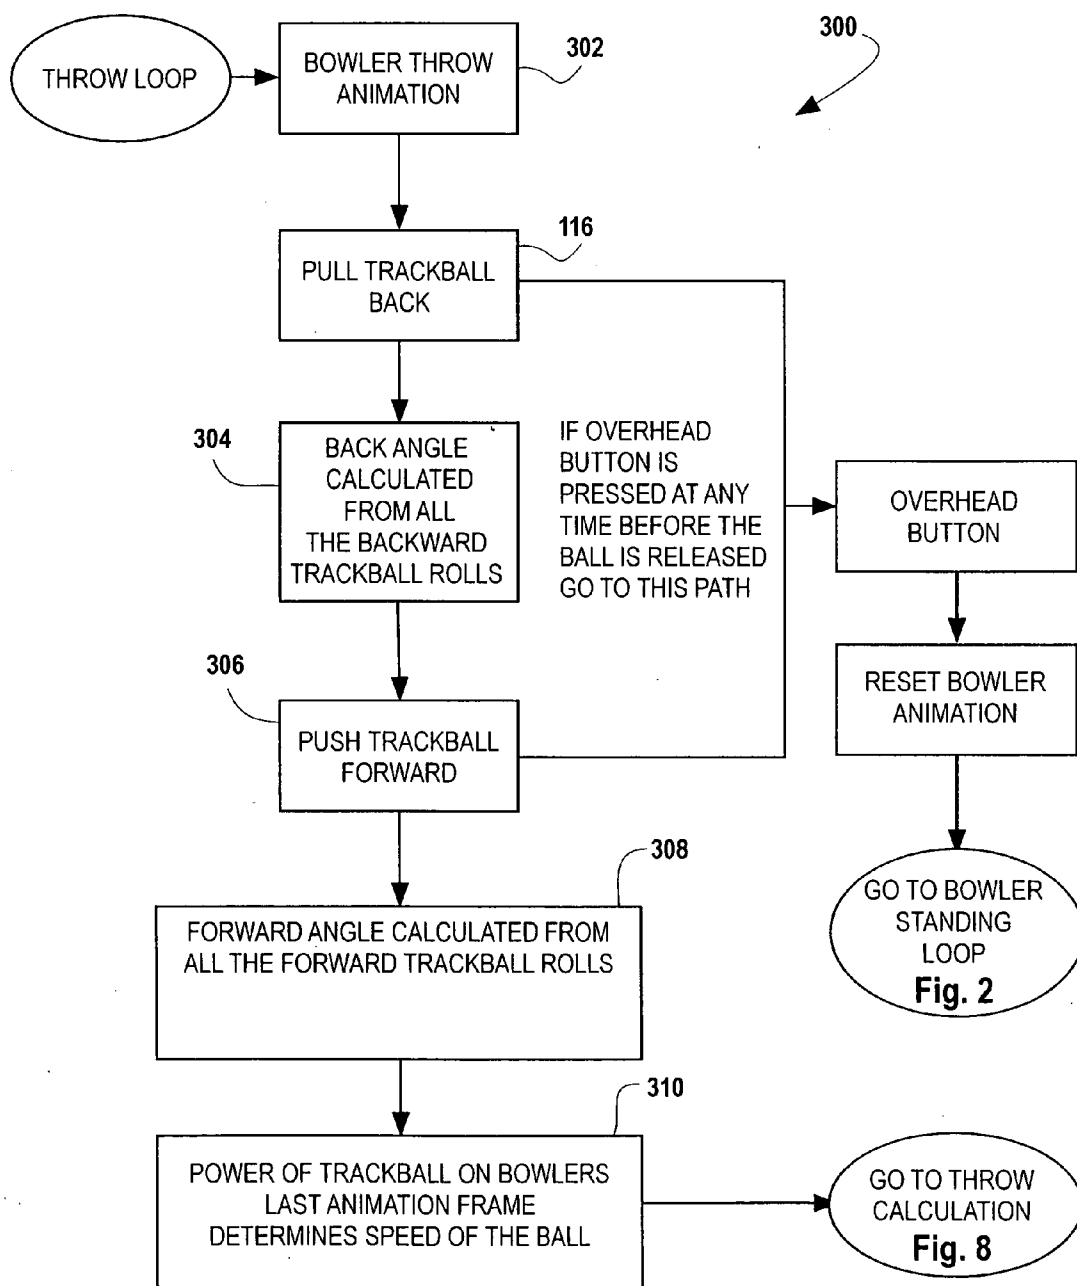 300
THROW LOOP
302
BOWLER THROW
ANIMATION
116
PULL TRACKBALL
BACK
304
BACK ANGLE
CALCULATED
FROM ALL
THE BACKWARD
TRACKBALL ROLLS
IF OVERHEAD
BUTTON IS
PRESSED AT ANY
TIME BEFORE THE
BALL IS RELEASED
GO TO THIS PATH
OVERHEAD
BUTTON
306
PUSH TRACKBALL
FORWARD
RESET BOWLER
ANIMATION
308
FORWARD ANGLE CALCULATED FROM
ALL THE FORWARD TRACKBALL ROLLS
GO TO BOWLER
STANDING
LOOP
Fig. 2
310
POWER OF TRACKBALL ON BOWLERS
LAST ANIMATION FRAME
DETERMINES SPEED OF THE BALL
GO TO THROW
CALCULATION
Fig. 8